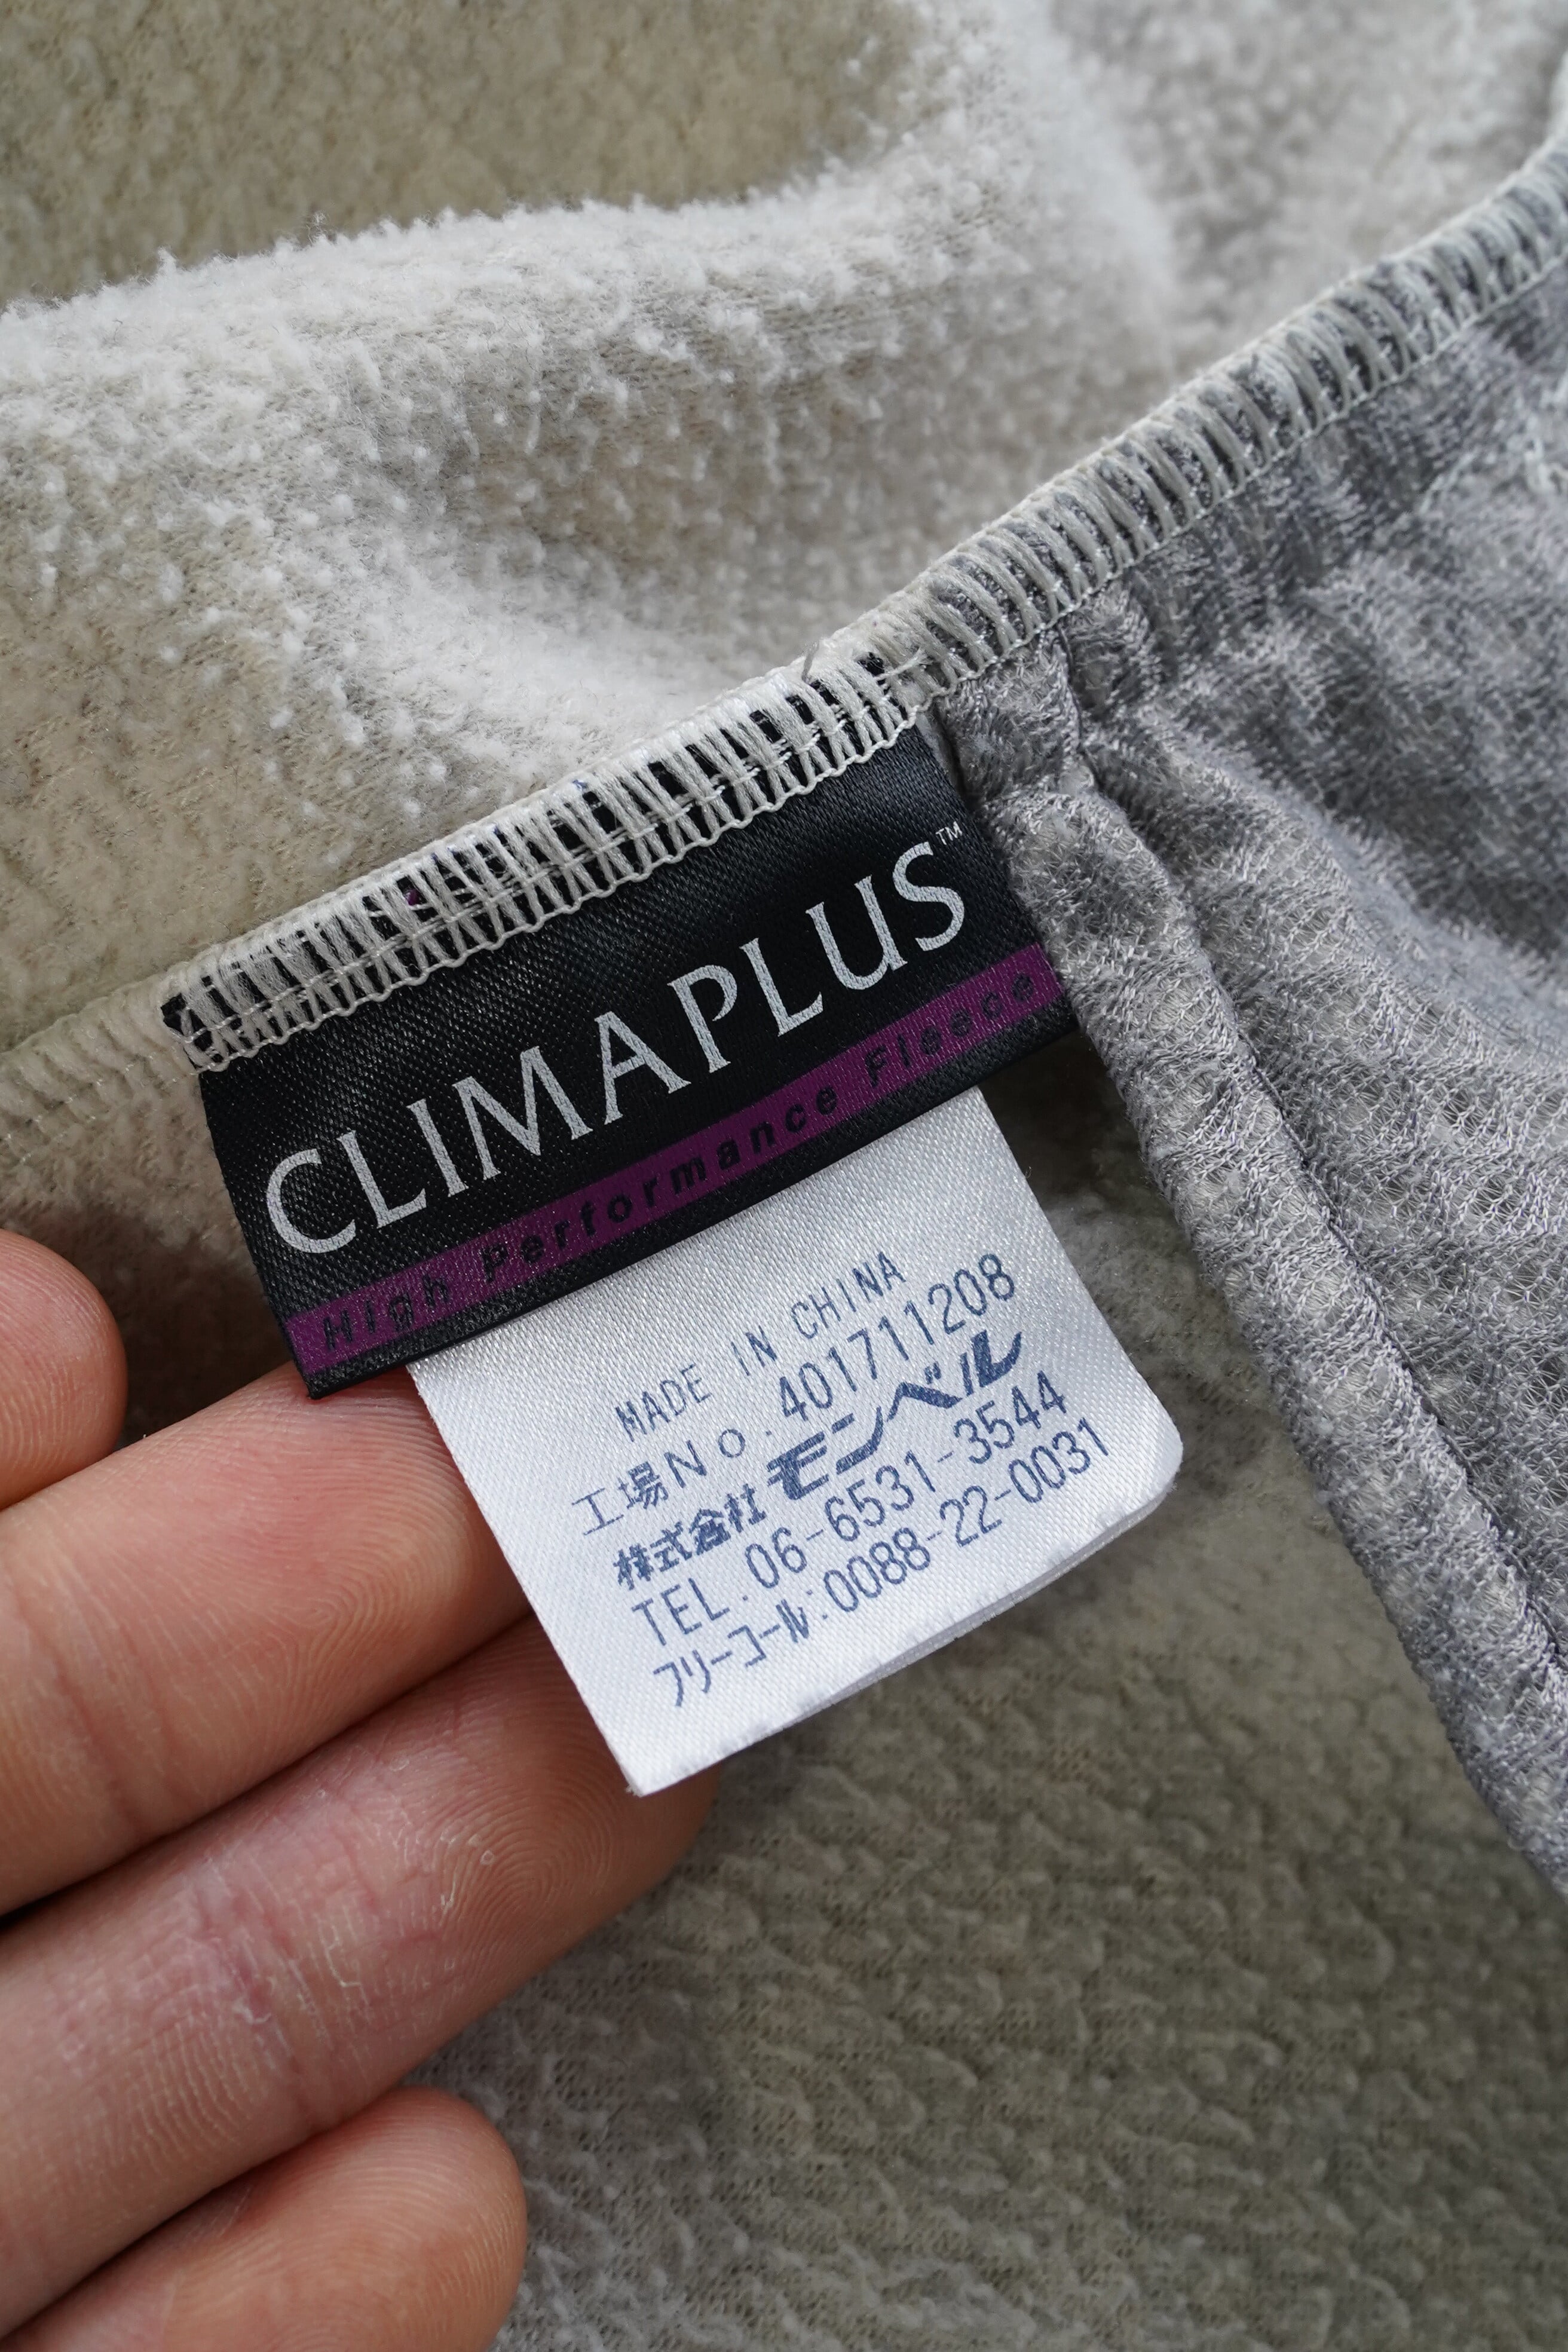 CLIMAPLUS™
High Performance Fleece
MADE IN CHINA
工場No.401711208
株式会社モンベル
TEL.06-6531-3544
フリーコール:0088-22-0031